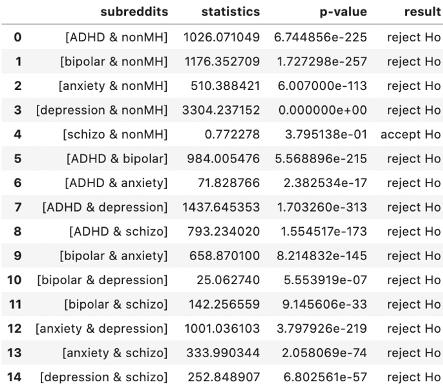 subreddits statistics p-value result
0 [ADHD & nonMH] 1026.071049 6.744856e-225 reject Ho
1 [bipolar & nonMH] 1176.352709 1.727298e-257 reject Ho
2 [anxiety & nonMH] 510.388421 6.007000e-113 reject Ho
3 [depression & nonMH] 3304.237152 0.000000e+00 reject Ho
4 [schizo & nonMH] 0.772278 3.795138e-01 accept Ho
5 [ADHD & bipolar] 984.005476 5.568896e-215 reject Ho
6 [ADHD & anxiety] 71.828766 2.382534e-17 reject Ho
7 [ADHD & depression] 1437.645353 1.703260e-313 reject Ho
8 [ADHD & schizo] 793.234020 1.554517e-173 reject Ho
9 [bipolar & anxiety] 658.870100 8.214832e-145 reject Ho
10 [bipolar & depression] 25.062740 5.553919e-07 reject Ho
11 [bipolar & schizo] 142.256559 9.145606e-33 reject Ho
12 [anxiety & depression] 1001.036103 3.797926e-219 reject Ho
13 [anxiety & schizo] 333.990344 2.058069e-74 reject Ho
14 [depression & schizo] 252.848907 6.802561e-57 reject Ho